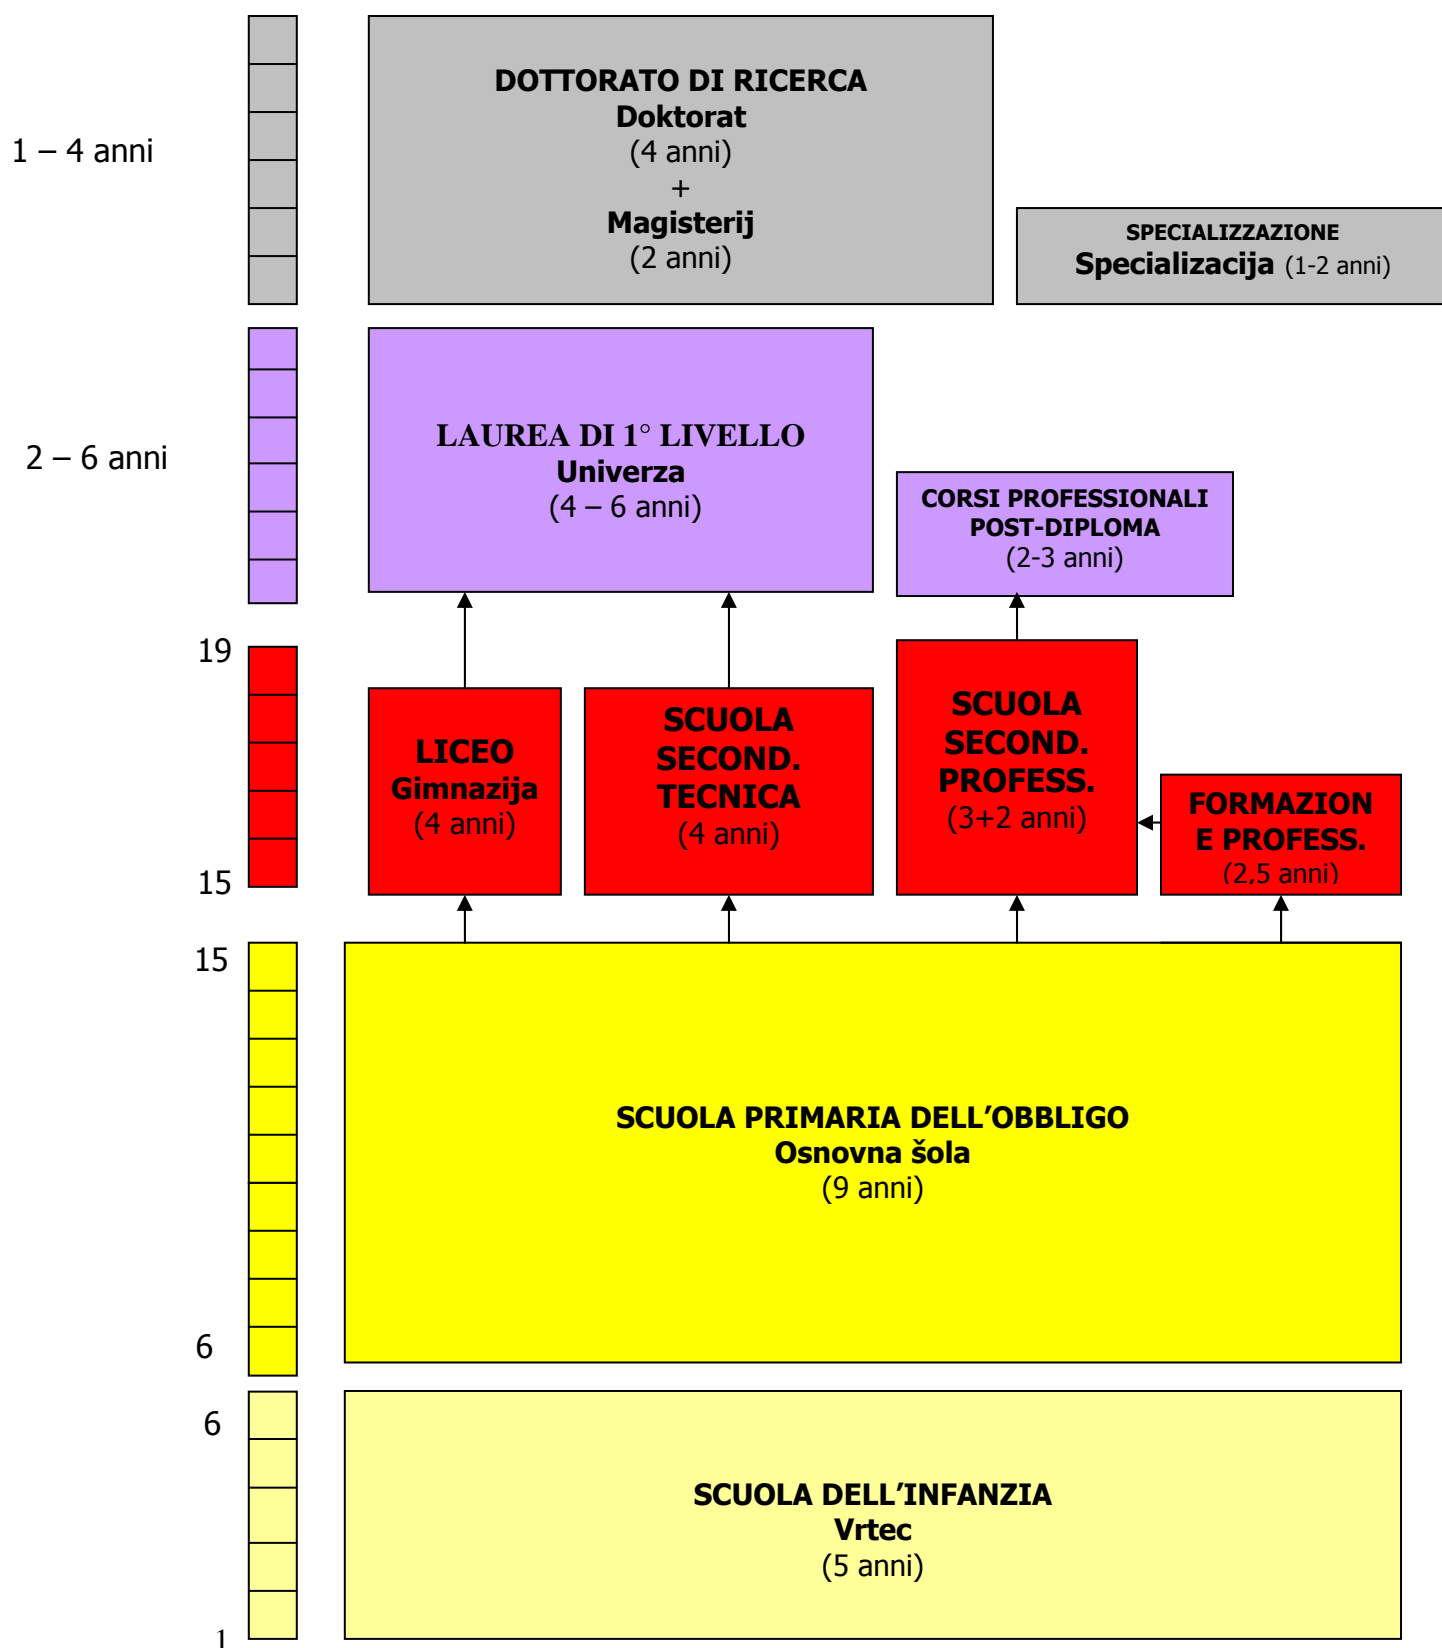 DOTTORATO DI RICERCA
Doktorat
(4 anni)
+
Magisterij
(2 anni)
1 – 4 anni
SPECIALIZZAZIONE
Specializacija (1-2 anni)
LAUREA DI 1° LIVELLO
Univerza
(4 – 6 anni)
2 – 6 anni
CORSI PROFESSIONALI
POST-DIPLOMA
(2-3 anni)
19
LICEO
Gimnazija
(4 anni)
SCUOLA
SECOND.
TECNICA
(4 anni)
SCUOLA
SECOND.
PROFESS.
(3+2 anni)
FORMAZION
E PROFESS.
(2,5 anni)
15
15
SCUOLA PRIMARIA DELL’OBBLIGO
Osnovna šola
(9 anni)
6
6
SCUOLA DELL’INFANZIA
Vrtec
(5 anni)
1